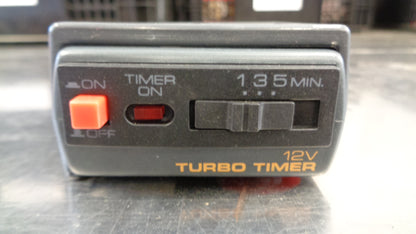 ON
TIMER
ON
1 3 5 MIN.
OFF
12V
TURBO TIMER